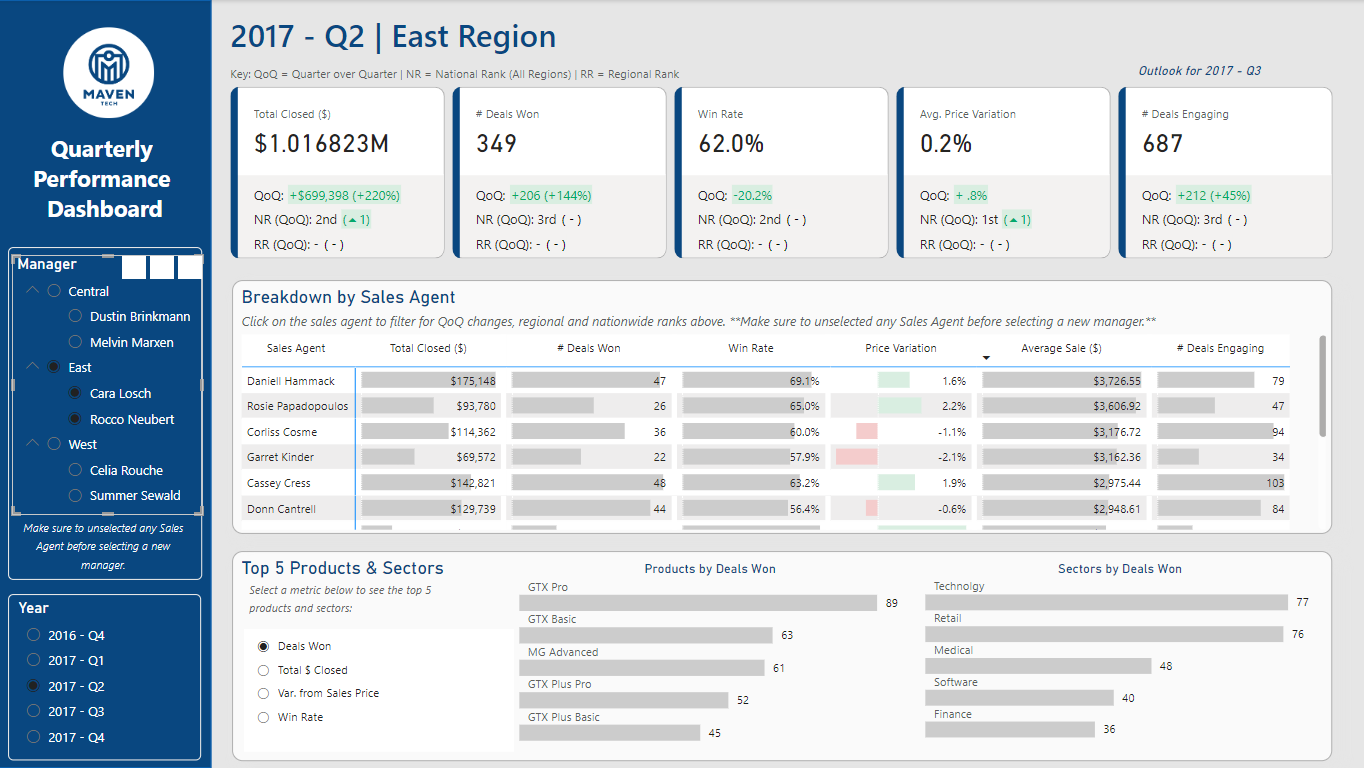 MAVEN
TECH
Quarterly
Performance
Dashboard
Manager
Central
Dustin Brinkmann
Melvin Marxen
East
Cara Losch
Rocco Neubert
West
Celia Rouche
Summer Sewald
Make sure to unselected any Sales
Agent before selecting a new
manager.
Year
2016 - Q4
2017 - Q1
2017 - Q2
2017 - Q3
2017 - Q4
2017 - Q2 | East Region
Key: QoQ = Quarter over Quarter | NR = National Rank (All Regions) | RR = Regional Rank
Outlook for 2017 - Q3
Total Closed ($)
$1.016823M
QoQ: +$699,398 (+220%)
NR (QoQ): 2nd (▲ 1)
RR (QoQ): - ( - )
# Deals Won
349
QoQ: +206 (+144%)
NR (QoQ): 3rd ( - )
RR (QoQ): - ( - )
Win Rate
62.0%
QoQ: -20.2%
NR (QoQ): 2nd ( - )
RR (QoQ): - ( - )
Avg. Price Variation
0.2%
QoQ: + .8%
NR (QoQ): 1st (▲ 1)
RR (QoQ): - ( - )
# Deals Engaging
687
QoQ: +212 (+45%)
NR (QoQ): 3rd ( - )
RR (QoQ): - ( - )
Breakdown by Sales Agent
Click on the sales agent to filter for QoQ changes, regional and nationwide ranks above. **Make sure to unselected any Sales Agent before selecting a new manager.**
Sales Agent Total Closed ($) # Deals Won Win Rate Price Variation Average Sale ($) # Deals Engaging
Daniell Hammack $175,148 47 69.1% 1.6% $3,726.55 79
Rosie Papadopoulos $93,780 26 65.0% 2.2% $3,606.92 47
Corliss Cosme $114,362 36 60.0% -1.1% $3,176.72 94
Garret Kinder $69,572 22 57.9% -2.1% $3,162.36 34
Cassey Cress $142,821 48 63.2% 1.9% $2,975.44 103
Donn Cantrell $129,739 44 56.4% -0.6% $2,948.61 84
Top 5 Products & Sectors
Select a metric below to see the top 5
products and sectors:
Deals Won
Total $ Closed
Var. from Sales Price
Win Rate
Products by Deals Won
GTX Pro
89
GTX Basic
63
MG Advanced
61
GTX Plus Pro
52
GTX Plus Basic
45
Sectors by Deals Won
Technolgy
77
Retail
76
Medical
48
Software
40
Finance
36